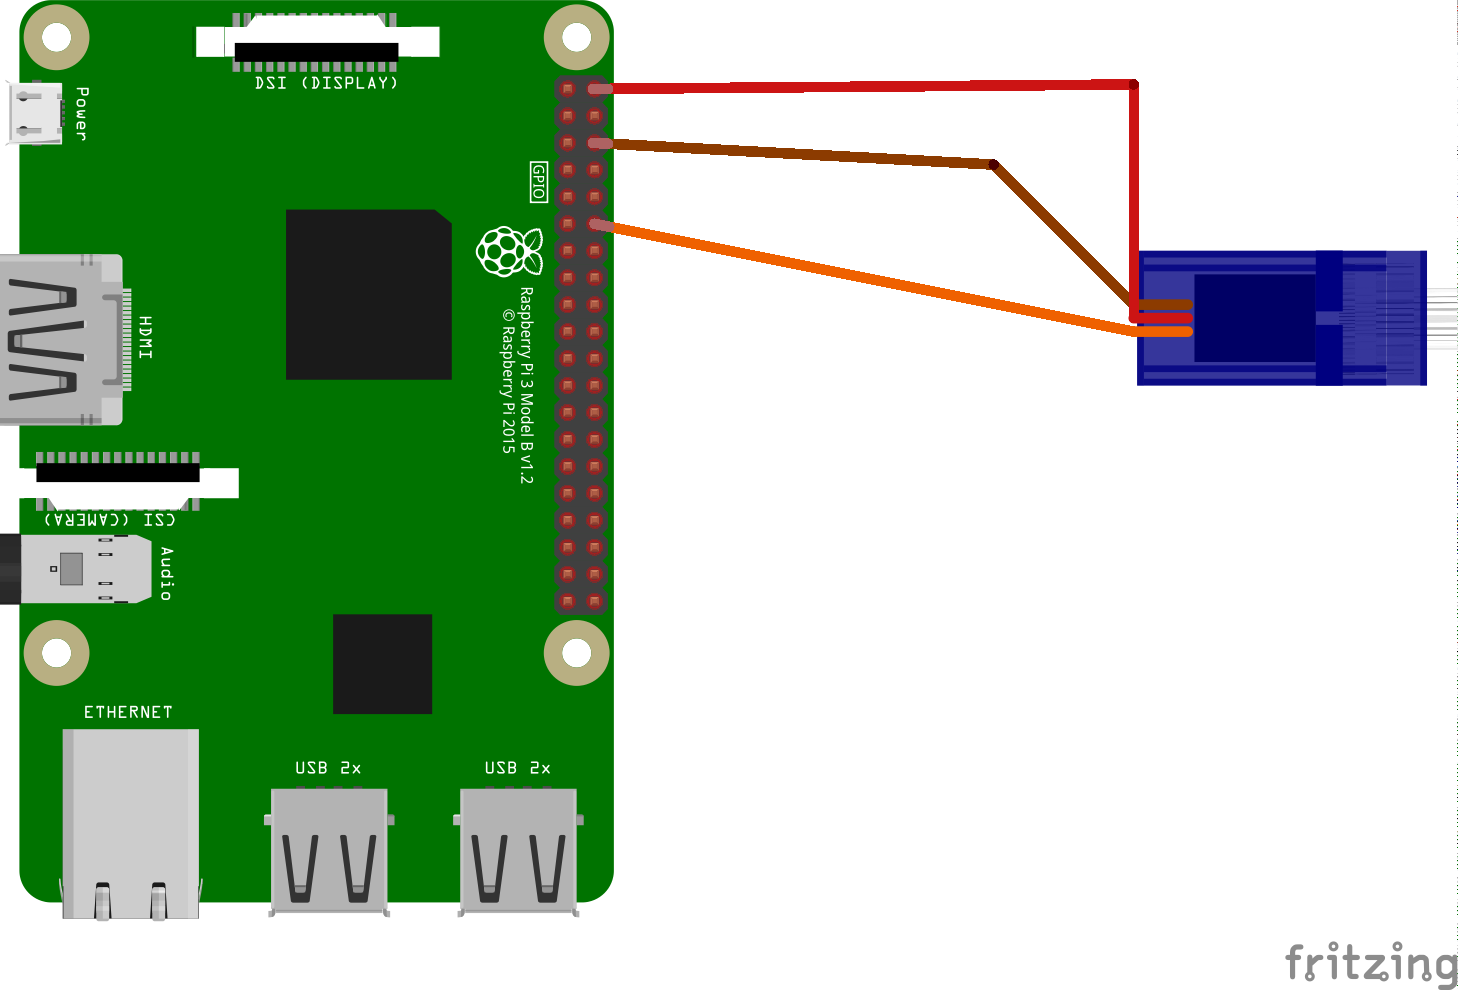 DSI (DISPLAY)
Power
GPIO
HDMI
Raspberry Pi 3 Model B v1.2
© Raspberry Pi 2015
CSI (CAMERA)
Audio
ETHERNET
USB 2x
USB 2x
fritzing